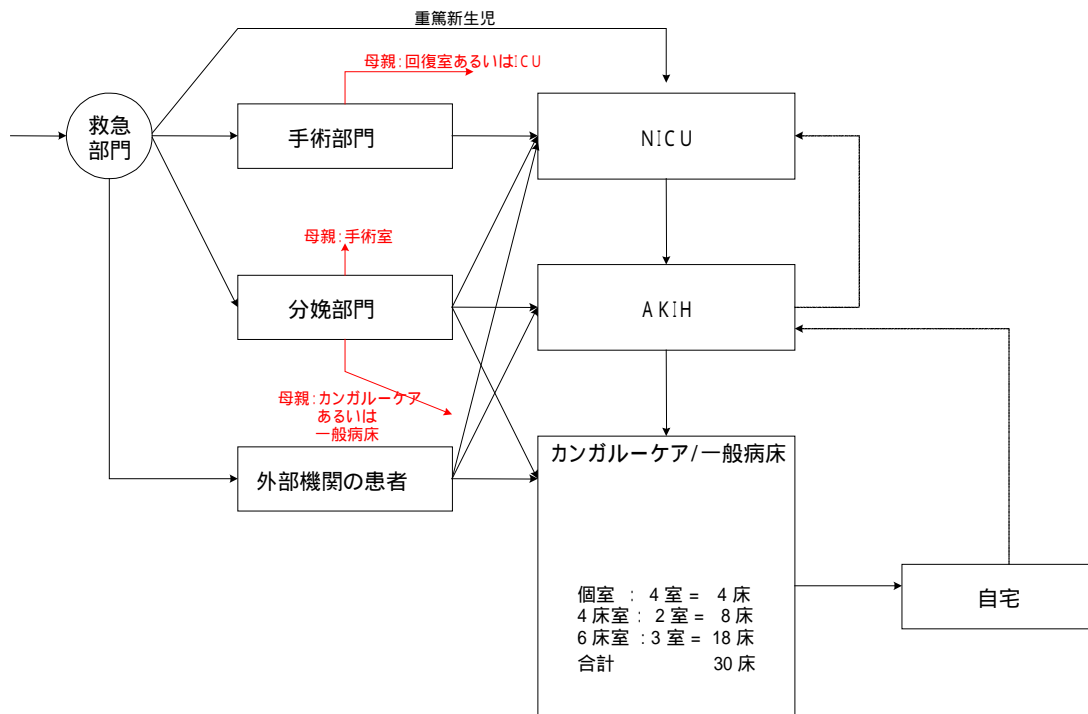 重篤新生児
母親：回復室あるいはICU
救急
部門
手術部門
NICU
母親：手術室
分娩部門
AKIH
母親：カンガルーケア
あるいは
一般病床
外部機関の患者
カンガルーケア/一般病床
個室 ： 4 室 = 4 床
4 床室 ： 2 室 = 8 床
6 床室 ：3 室 = 18 床
合計 30 床
自宅